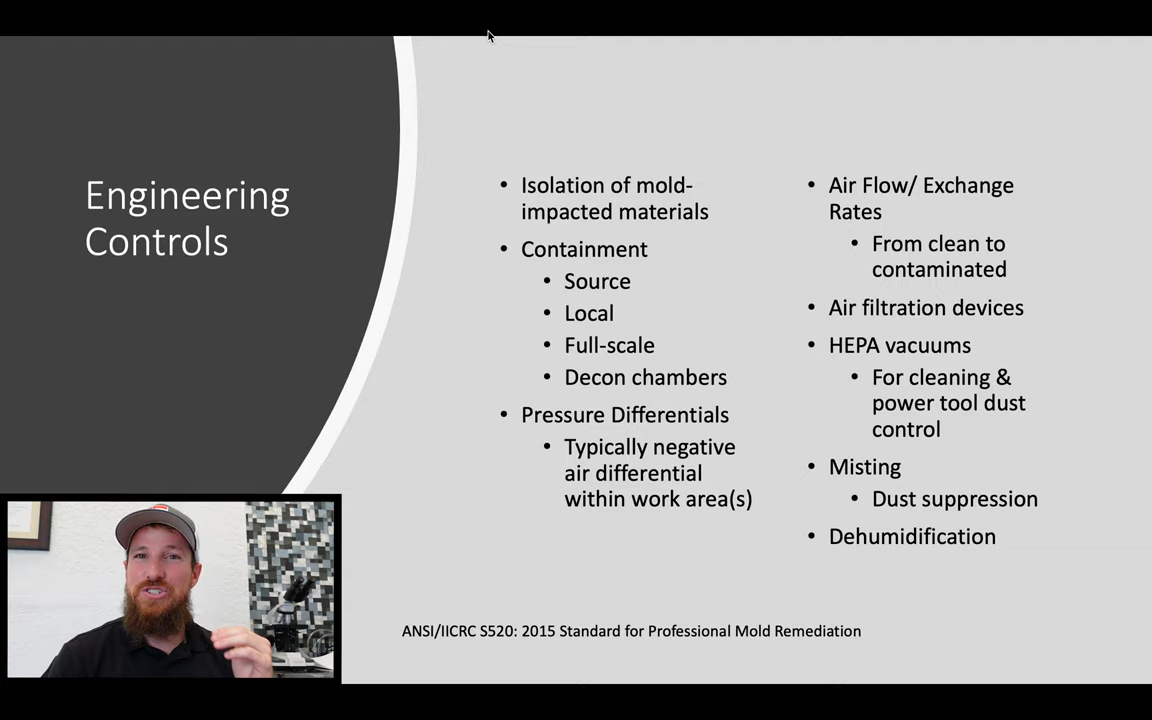 Engineering
Controls
• Isolation of mold-
impacted materials
• Containment
• Source
• Local
• Full-scale
• Decon chambers
• Pressure Differentials
• Typically negative
air differential
within work area(s)
• Air Flow/ Exchange
Rates
• From clean to
contaminated
• Air filtration devices
• HEPA vacuums
• For cleaning &
power tool dust
control
• Misting
• Dust suppression
• Dehumidification
ANSI/IICRC S520: 2015 Standard for Professional Mold Remediation